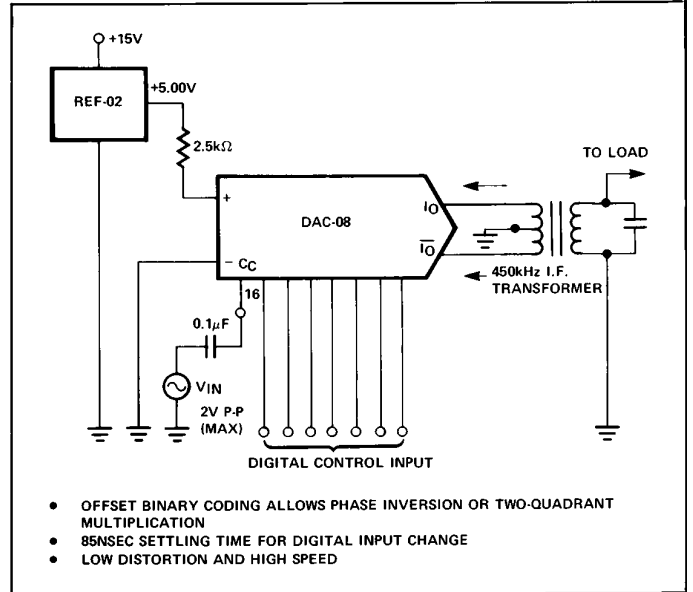 +15V
REF-02
+5.00V
2.5kΩ
TO LOAD
+
DAC-08
IO
IO
−
CC
16
450kHz I.F.
TRANSFORMER
0.1μF
VIN
2V P-P
(MAX)
DIGITAL CONTROL INPUT
• OFFSET BINARY CODING ALLOWS PHASE INVERSION OR TWO-QUADRANT
MULTIPLICATION
• 85NSEC SETTLING TIME FOR DIGITAL INPUT CHANGE
• LOW DISTORTION AND HIGH SPEED